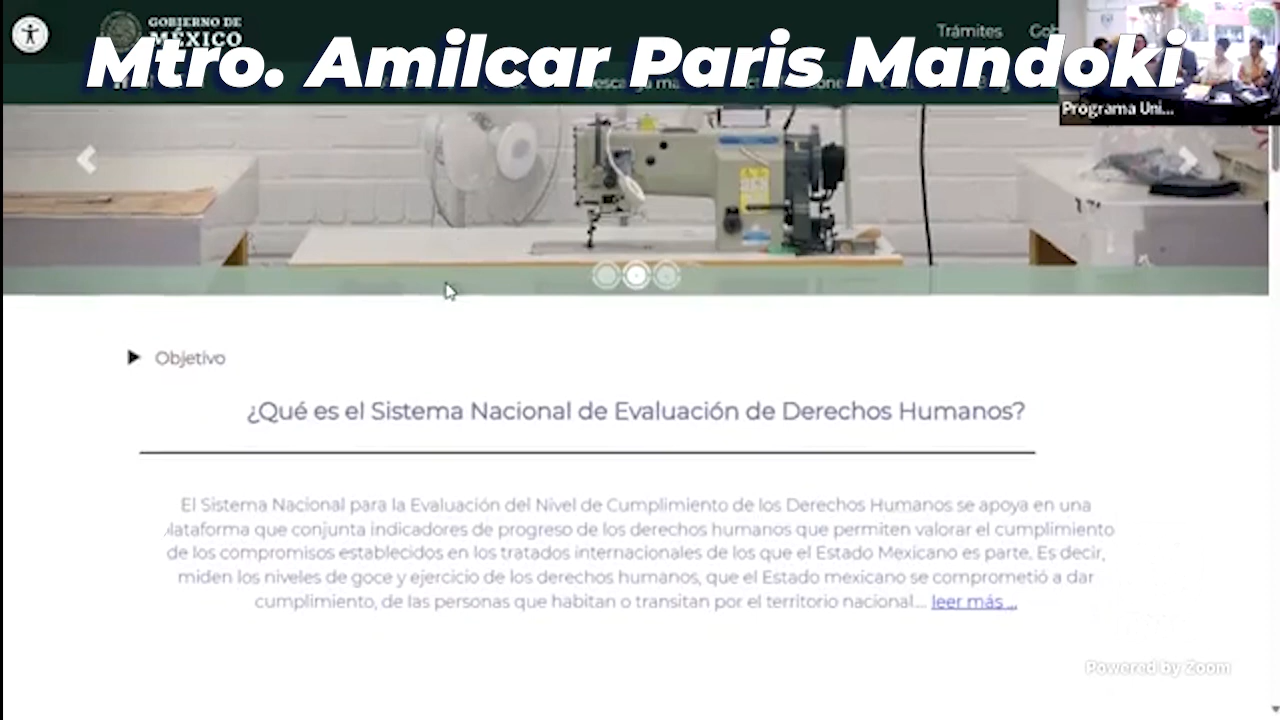 GOBIERNO DE
MÉXICO
Trámites
Mtro. Amilcar Paris Mandoki
Programa Uni...
Objetivo
¿Qué es el Sistema Nacional de Evaluación de Derechos Humanos?
El Sistema Nacional para la Evaluación del Nivel de Cumplimiento de los Derechos Humanos se apoya en una
plataforma que conjunta indicadores de progreso de los derechos humanos que permiten valorar el cumplimiento
de los compromisos establecidos en los tratados internacionales de los que el Estado Mexicano es parte. Es decir,
miden los niveles de goce y ejercicio de los derechos humanos, que el Estado mexicano se comprometió a dar
cumplimiento, de las personas que habitan o transitan por el territorio nacional... leer más ...
Powered by Zoom